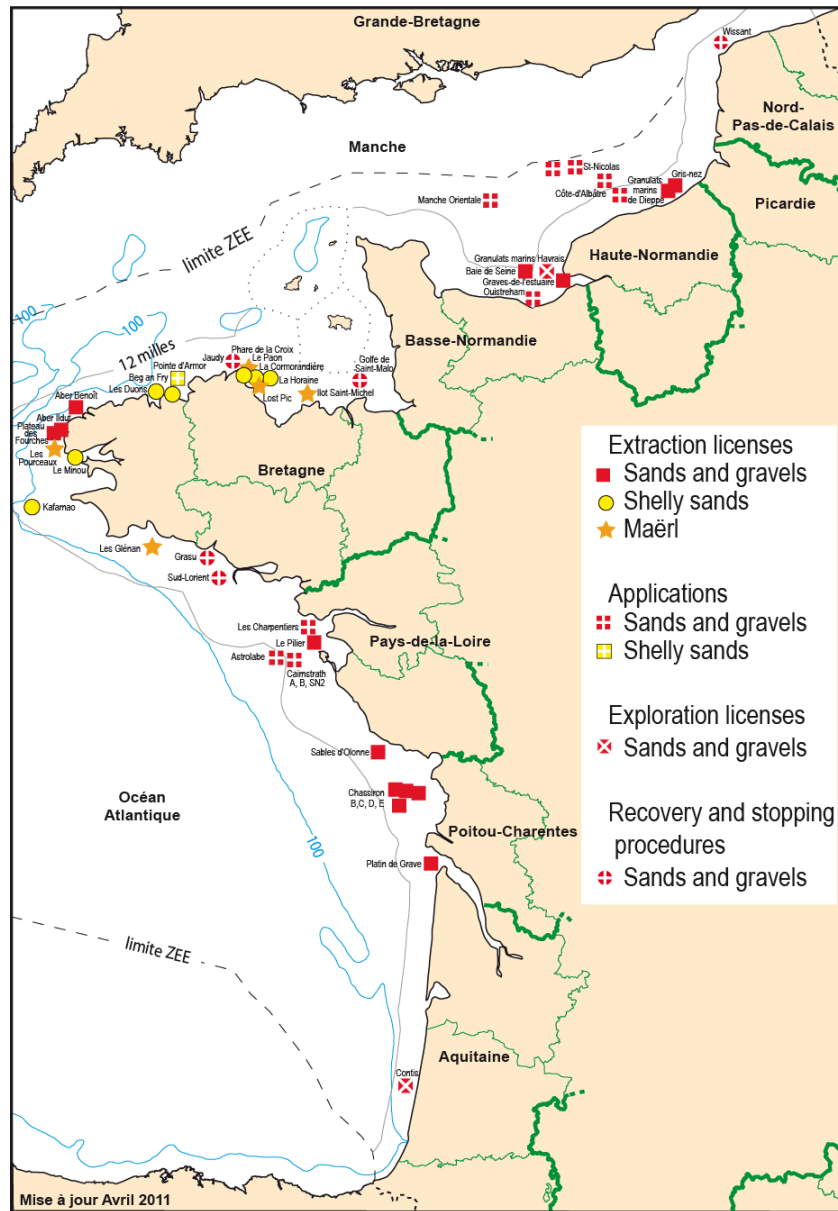 Grande-Bretagne
Wissant
Nord-
Pas-de-Calais
Manche
St-Nicolas
Gris-nez
Granulats
marins
de Dieppe
Côte-d'Albâtre
Manche Orientale
Picardie
limite ZEE
Haute-Normandie
Granulats marins Havrais
Baie de Seine
Graves-de-l'estuaire
Ouistreham
100
100
12 milles
Basse-Normandie
Phare de la Croix
Le Paon
La Cormorandière
Jaudy
Golfe de
Saint-Malo
Pointe d'Armor
Beg an Fry
Les Duons
La Horaine
Lost Pic
Ilot Saint-Michel
Aber Benoît
Aber Ildut
Plateau
des
Fourches
Les
Pourceaux
Le Minou
Bretagne
Kafarnao
Les Glénan
Grasu
Sud-Lorient
Les Charpentiers
Le Pilier
Astrolabe
Cairnstrath
A, B, SN2
Pays-de-la-Loire
Sables d'Olonne
Chassiron
B,C, D, E
Océan
Atlantique
100
Poitou-Charentes
Platin de Grave
limite ZEE
Aquitaine
Contis
Extraction licenses
Sands and gravels
Shelly sands
Maërl
Applications
Sands and gravels
Shelly sands
Exploration licenses
Sands and gravels
Recovery and stopping
procedures
Sands and gravels
Mise à jour Avril 2011